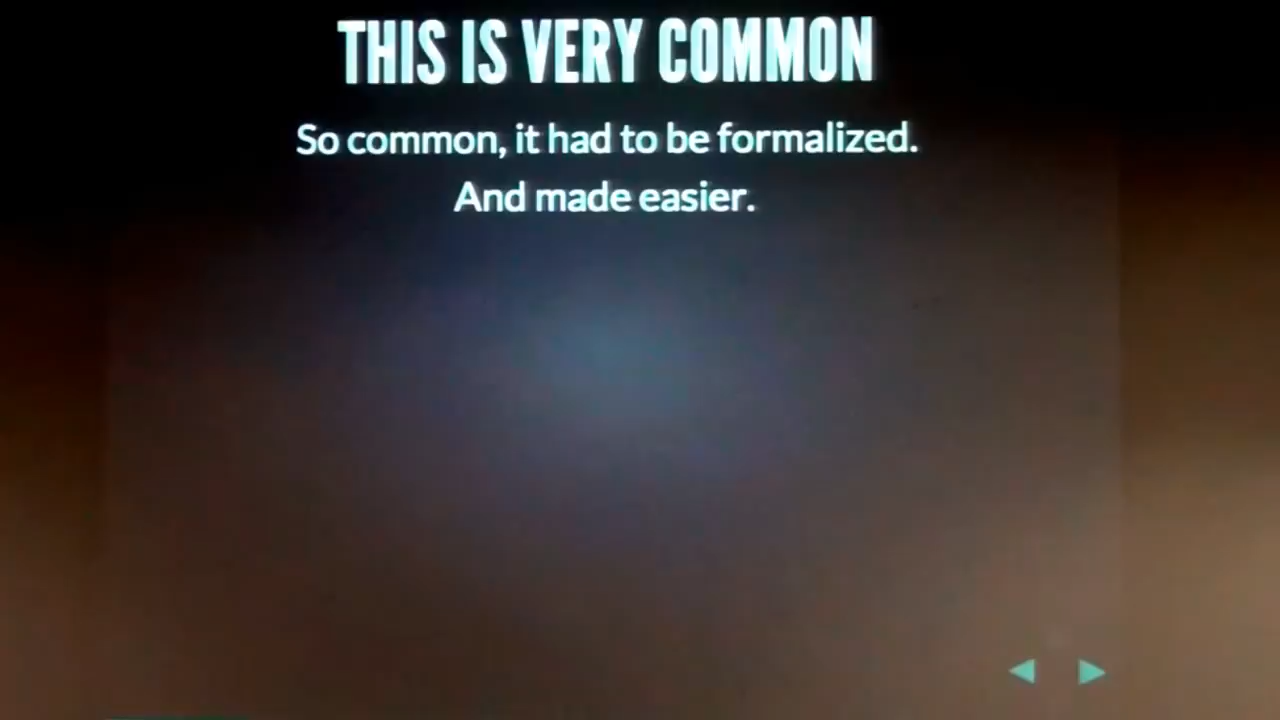 THIS IS VERY COMMON
So common, it had to be formalized.
And made easier.